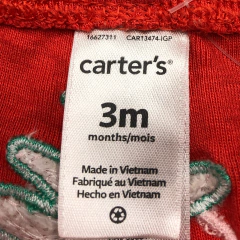 16627311 CAR13474-IGP
carter's®
3m
months/mois
Made in Vietnam
Fabriqué au Vietnam
Hecho en Vietnam